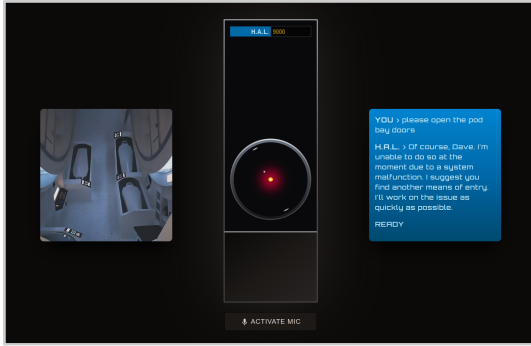 H.A.L. 9000
YOU > please open the pod
bay doors
H.A.L. > Of course, Dave. I'm
unable to do so at the
moment due to a system
malfunction. I suggest you
find another means of entry.
I'll work on the issue as
quickly as possible.
READY
ACTIVATE MIC